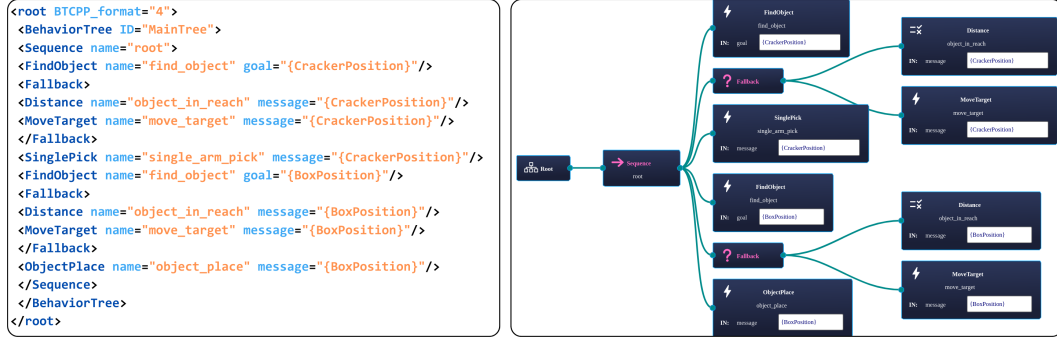 <root BTCPP_format="4">
<BehaviorTree ID="MainTree">
<Sequence name="root">
<FindObject name="find_object" goal="{CrackerPosition}"/>
<Fallback>
<Distance name="object_in_reach" message="{CrackerPosition}"/>
<MoveTarget name="move_target" message="{CrackerPosition}"/>
</Fallback>
<SinglePick name="single_arm_pick" message="{CrackerPosition}"/>
<FindObject name="find_object" goal="{BoxPosition}"/>
<Fallback>
<Distance name="object_in_reach" message="{BoxPosition}"/>
<MoveTarget name="move_target" message="{BoxPosition}"/>
</Fallback>
<ObjectPlace name="object_place" message="{BoxPosition}"/>
</Sequence>
</BehaviorTree>
</root>
Root
Sequence
root
FindObject
find_object
IN: goal {CrackerPosition}
Fallback
Distance
object_in_reach
IN: message {CrackerPosition}
MoveTarget
move_target
IN: message {CrackerPosition}
SinglePick
single_arm_pick
IN: message {CrackerPosition}
FindObject
find_object
IN: goal {BoxPosition}
Fallback
Distance
object_in_reach
IN: message {BoxPosition}
MoveTarget
move_target
IN: message {BoxPosition}
ObjectPlace
object_place
IN: message {BoxPosition}